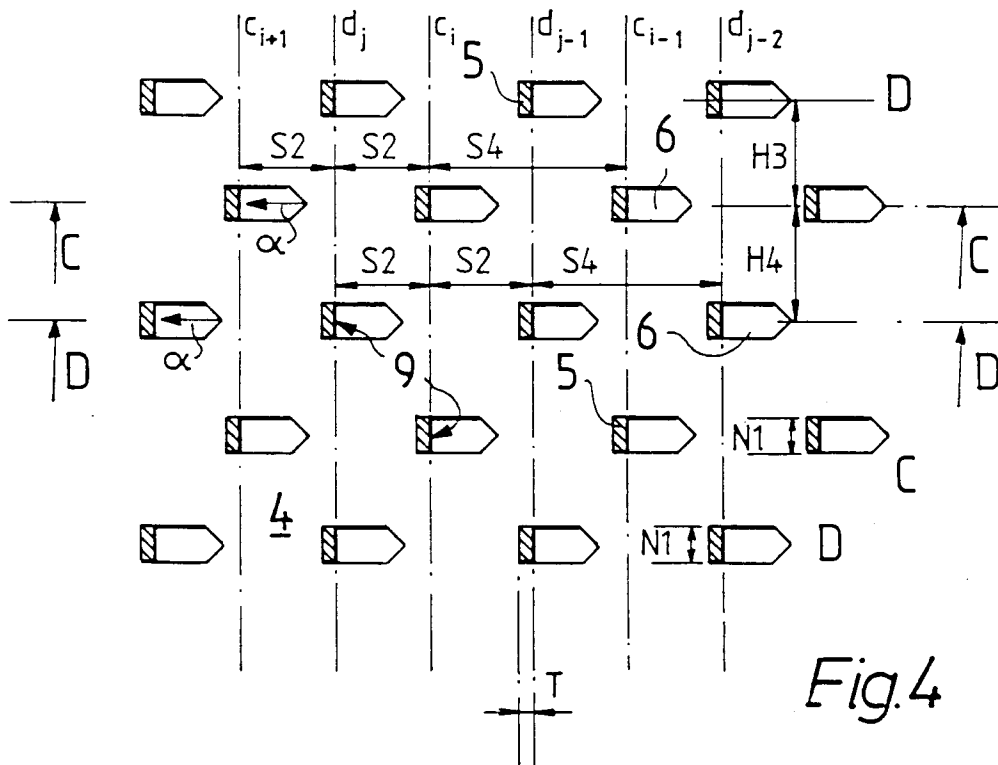 c_{i+1} d_j c_i d_{j-1} c_{i-1} d_{j-2}
5 D
S2 S2 S4 6 H3
α
C C
S2 S2 S4 H4
α 9 6
D D
5
N1
C
4 N1 D
T
Fig.4